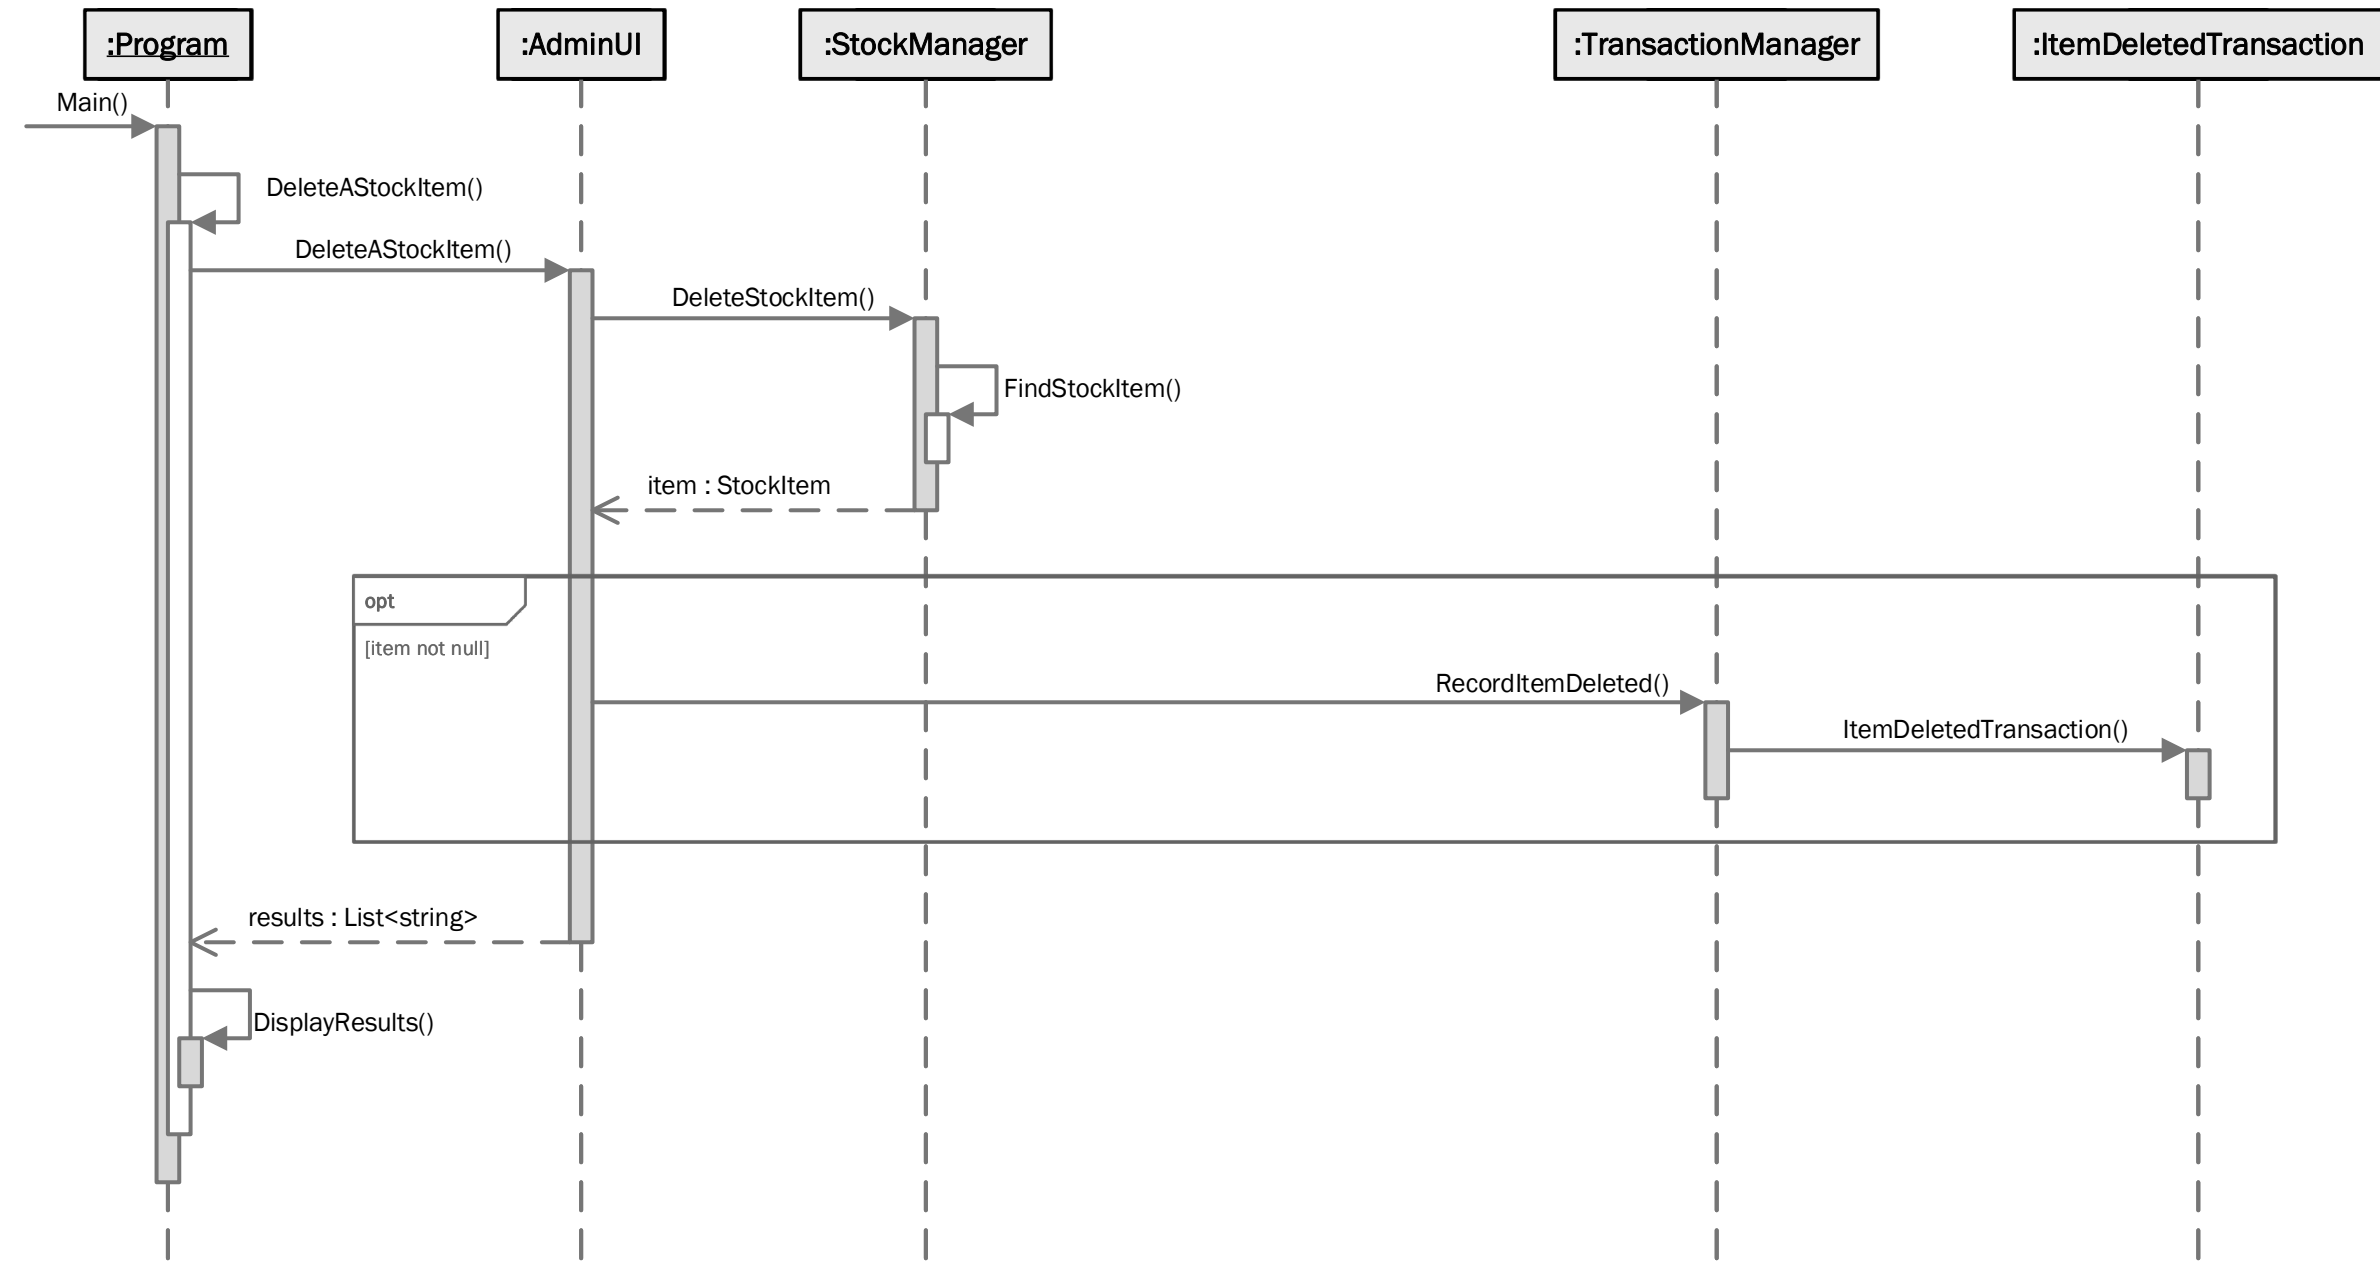 :Program
:AdminUI
:StockManager
:TransactionManager
:ItemDeletedTransaction
Main()
DeleteAStockItem()
DeleteAStockItem()
DeleteStockItem()
FindStockItem()
item : StockItem
opt
[item not null]
RecordItemDeleted()
ItemDeletedTransaction()
results : List<string>
DisplayResults()